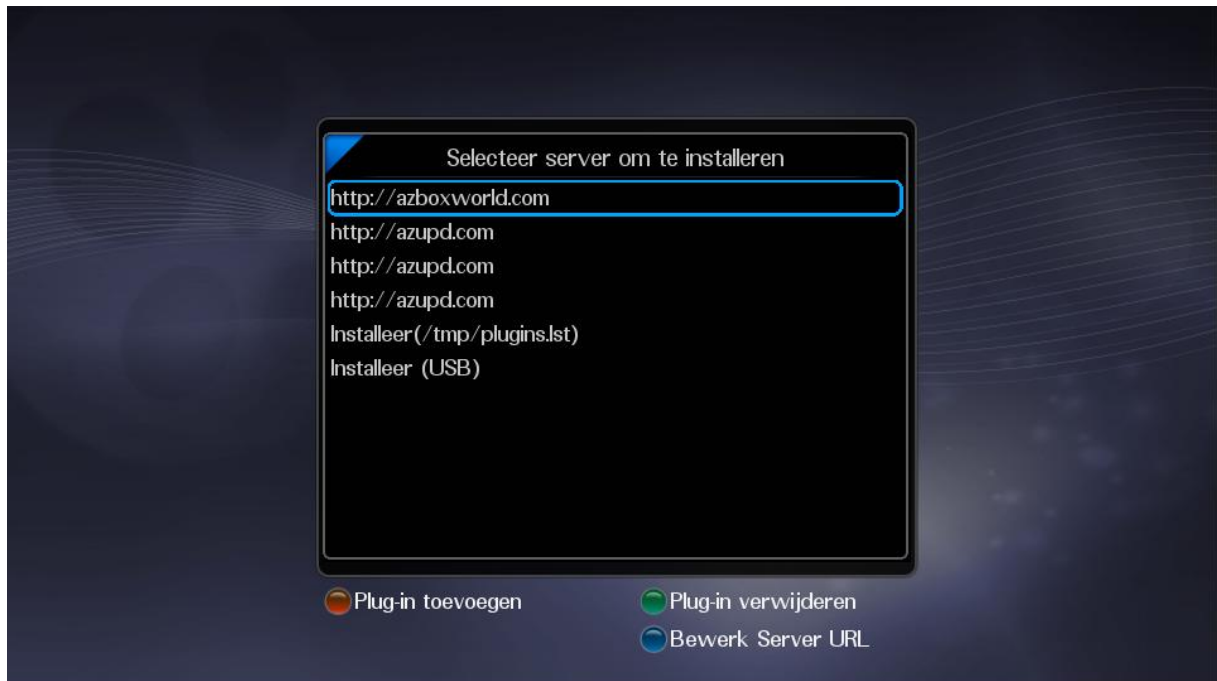 Selecteer server om te installeren
http://azboxworld.com
http://azupd.com
http://azupd.com
http://azupd.com
Installeer(/tmp/plugins.lst)
Installeer (USB)
Plug-in toevoegen
Plug-in verwijderen
Bewerk Server URL